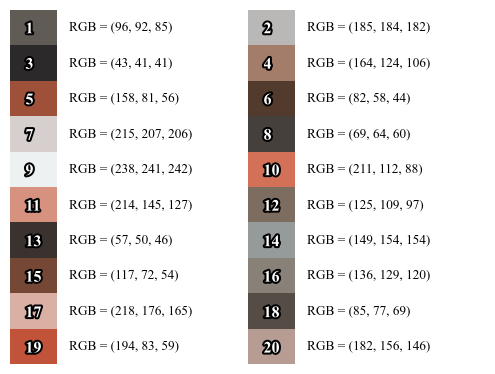 1 RGB = (96, 92, 85) 2 RGB = (185, 184, 182)
3 RGB = (43, 41, 41) 4 RGB = (164, 124, 106)
5 RGB = (158, 81, 56) 6 RGB = (82, 58, 44)
7 RGB = (215, 207, 206) 8 RGB = (69, 64, 60)
9 RGB = (238, 241, 242) 10 RGB = (211, 112, 88)
11 RGB = (214, 145, 127) 12 RGB = (125, 109, 97)
13 RGB = (57, 50, 46) 14 RGB = (149, 154, 154)
15 RGB = (117, 72, 54) 16 RGB = (136, 129, 120)
17 RGB = (218, 176, 165) 18 RGB = (85, 77, 69)
19 RGB = (194, 83, 59) 20 RGB = (182, 156, 146)